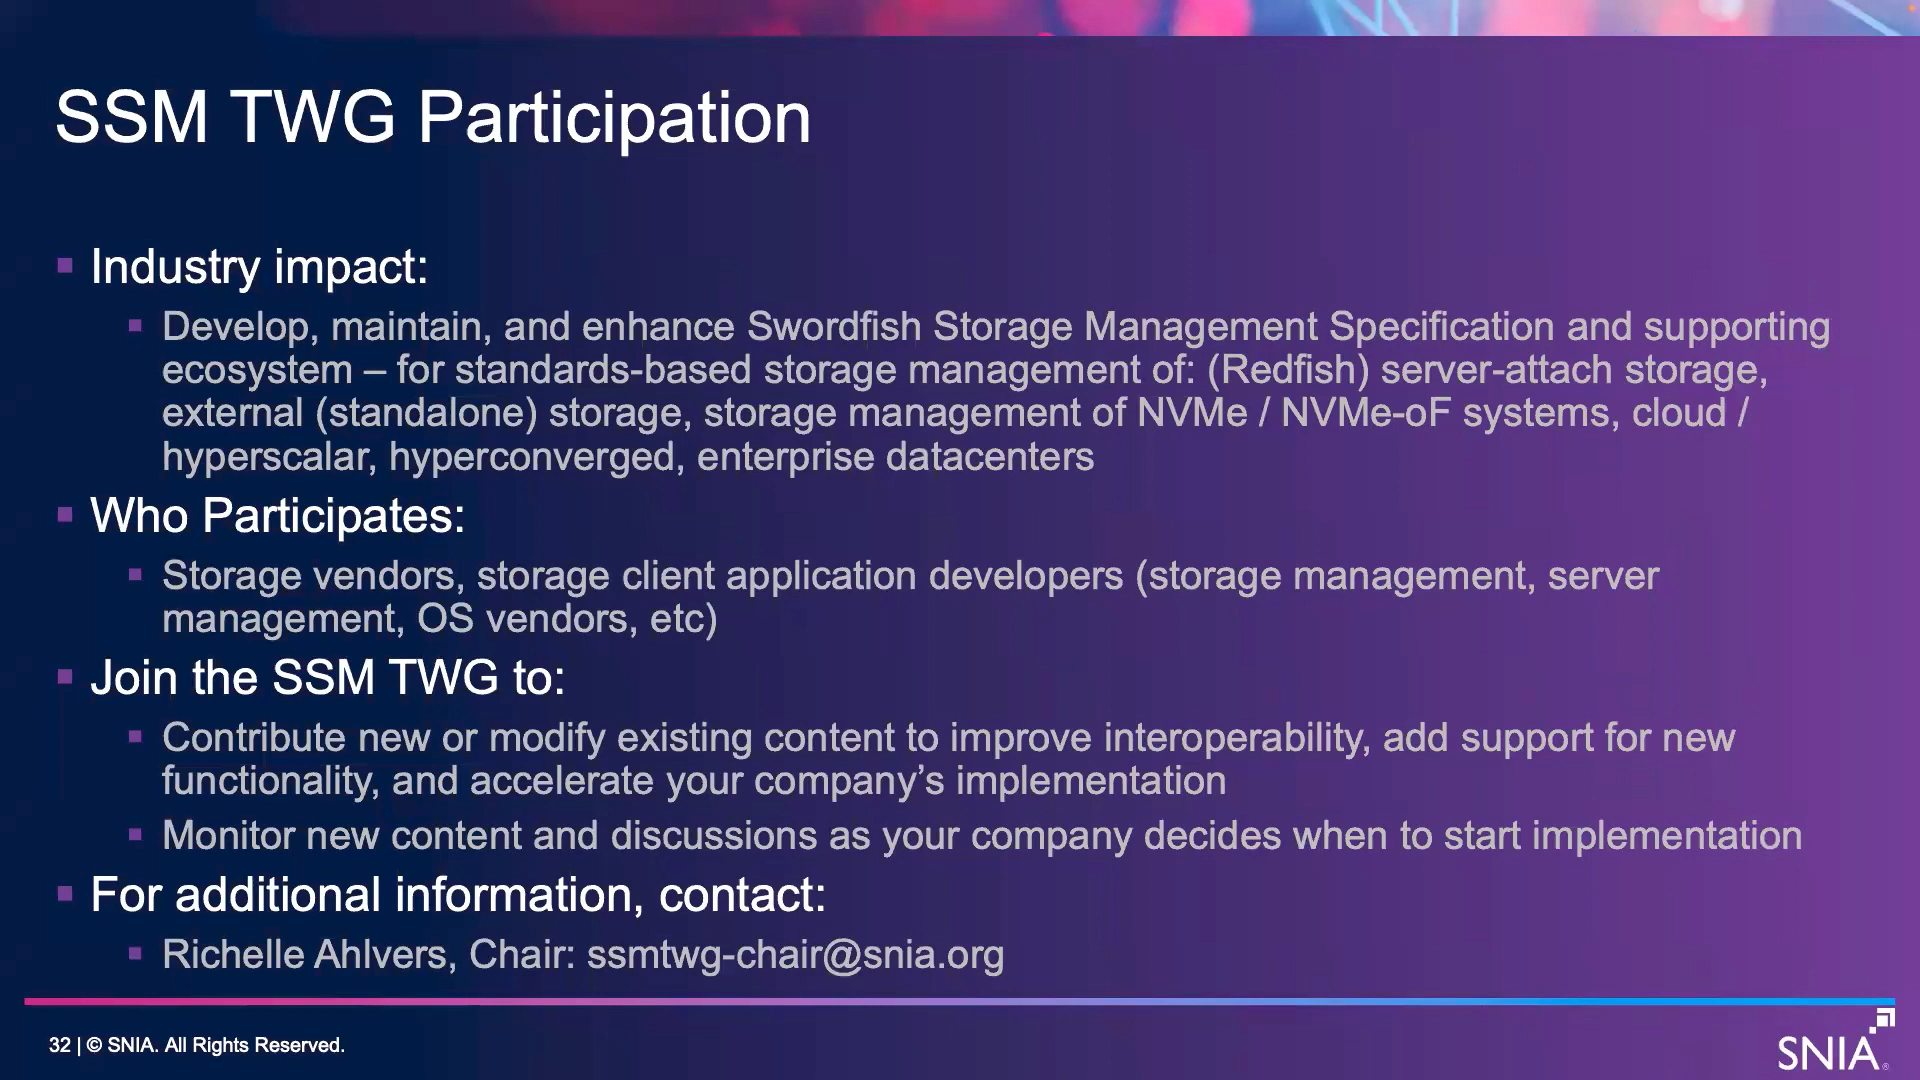 SSM TWG Participation
Industry impact:
Develop, maintain, and enhance Swordfish Storage Management Specification and supporting
ecosystem – for standards-based storage management of: (Redfish) server-attach storage,
external (standalone) storage, storage management of NVMe / NVMe-oF systems, cloud /
hyperscalar, hyperconverged, enterprise datacenters
Who Participates:
Storage vendors, storage client application developers (storage management, server
management, OS vendors, etc)
Join the SSM TWG to:
Contribute new or modify existing content to improve interoperability, add support for new
functionality, and accelerate your company’s implementation
Monitor new content and discussions as your company decides when to start implementation
For additional information, contact:
Richelle Ahlvers, Chair: ssmtwg-chair@snia.org
32 | © SNIA. All Rights Reserved.
SNIA®